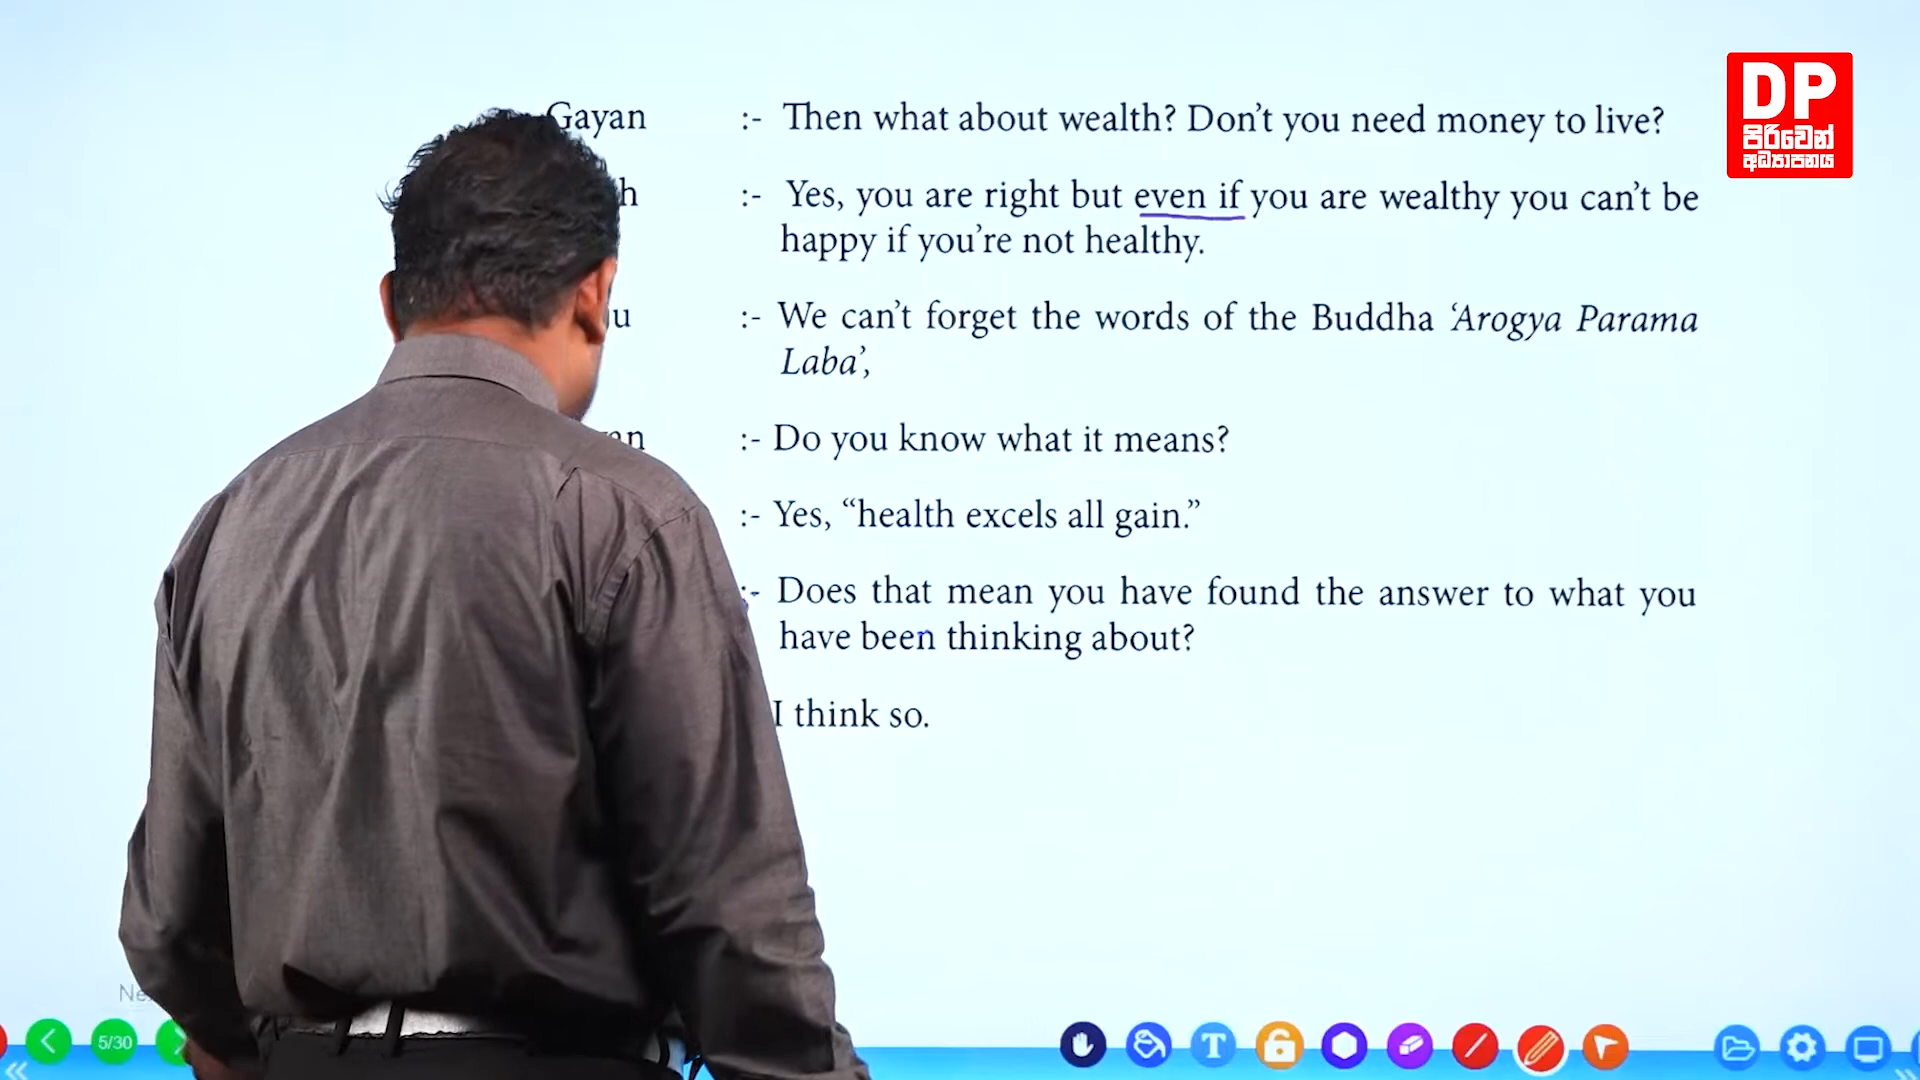 DP
පිරිවෙන්
අධ්‍යාපනය
Gayan :- Then what about wealth? Don't you need money to live?
:- Yes, you are right but even if you are wealthy you can't be
happy if you're not healthy.
:- We can't forget the words of the Buddha 'Arogya Parama
Laba',
:- Do you know what it means?
:- Yes, “health excels all gain.”
:- Does that mean you have found the answer to what you
have been thinking about?
I think so.
5/30
T